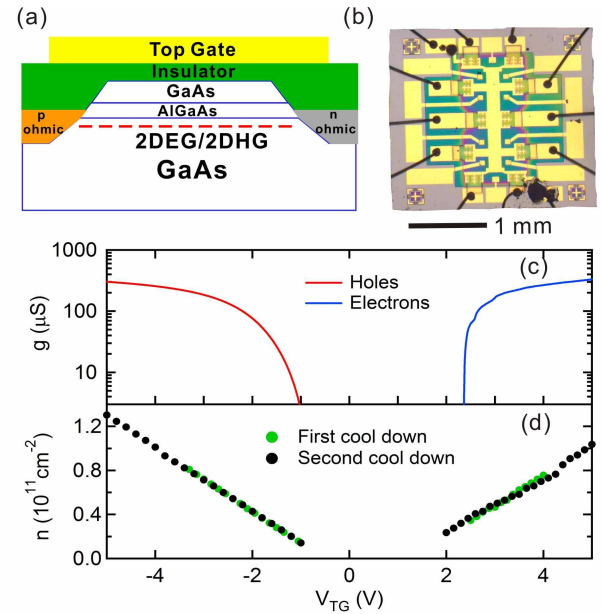 (a)
Top Gate
Insulator
GaAs
AlGaAs
p
ohmic
n
ohmic
2DEG/2DHG
GaAs
(b)
1 mm
(c)
g (μS)
1000
100
10
Holes
Electrons
(d)
n (10¹¹cm⁻²)
1.2
0.8
0.4
0.0
First cool down
Second cool down
-4 -2 0 2 4
V_TG (V)